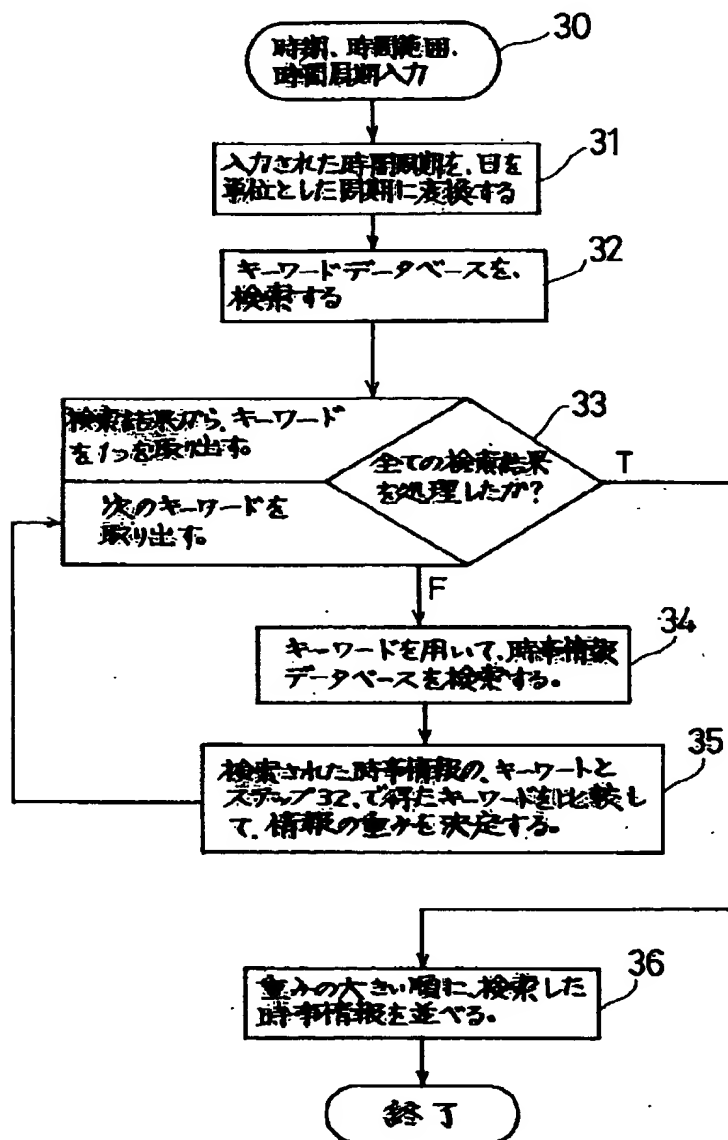 30
時期、時間範囲、
時間周期入力
31
入力された時間周期を、日を
単位とした周期に変換する
32
キーワードデータベースを、
検索する
33
検索結果から、キーワード
を1つを取り出す。
全ての検索結果
を処理したか?
T
次のキーワードを
取り出す。
F
34
キーワードを用いて、時事情報
データベースを検索する。
35
検索された時事情報の、キーワードと
ステップ32、で得たキーワードを比較し
て、情報の重みを決定する。
36
重みの大きい順に、検索した
時事情報を並べる。
終了